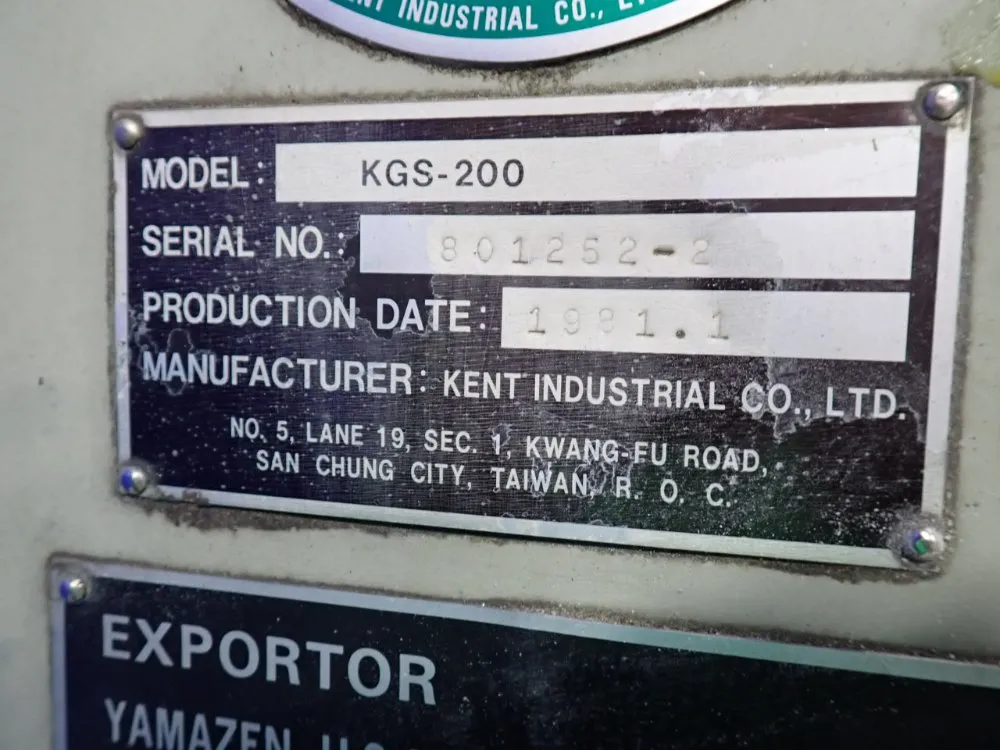 INDUSTRIAL CO.,
MODEL: KGS-200
SERIAL NO.: 801252-2
PRODUCTION DATE: 1981.1
MANUFACTURER: KENT INDUSTRIAL CO., LTD.
NO. 5, LANE 19, SEC. 1, KWANG-FU ROAD,
SAN CHUNG CITY, TAIWAN, R. O. C.
EXPORTOR
YAMAZEN